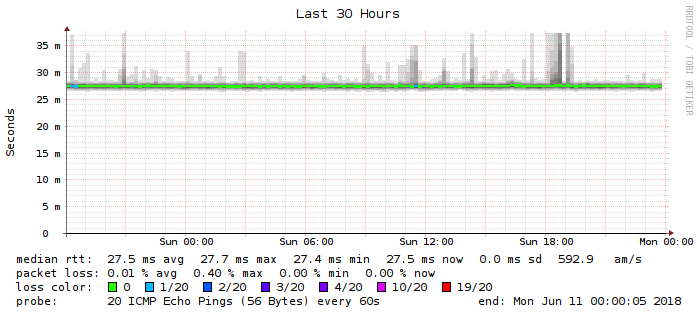 Last 30 Hours
RRDTOOL / TOBI OETIKER
Seconds
35 m
30 m
25 m
20 m
15 m
10 m
5 m
0
Sun 00:00 Sun 06:00 Sun 12:00 Sun 18:00 Mon 00:00
median rtt: 27.5 ms avg 27.7 ms max 27.4 ms min 27.5 ms now 0.0 ms sd 592.9 am/s
packet loss: 0.01 % avg 0.40 % max 0.00 % min 0.00 % now
loss color: 0 1/20 2/20 3/20 4/20 10/20 19/20
probe: 20 ICMP Echo Pings (56 Bytes) every 60s end: Mon Jun 11 00:00:05 2018